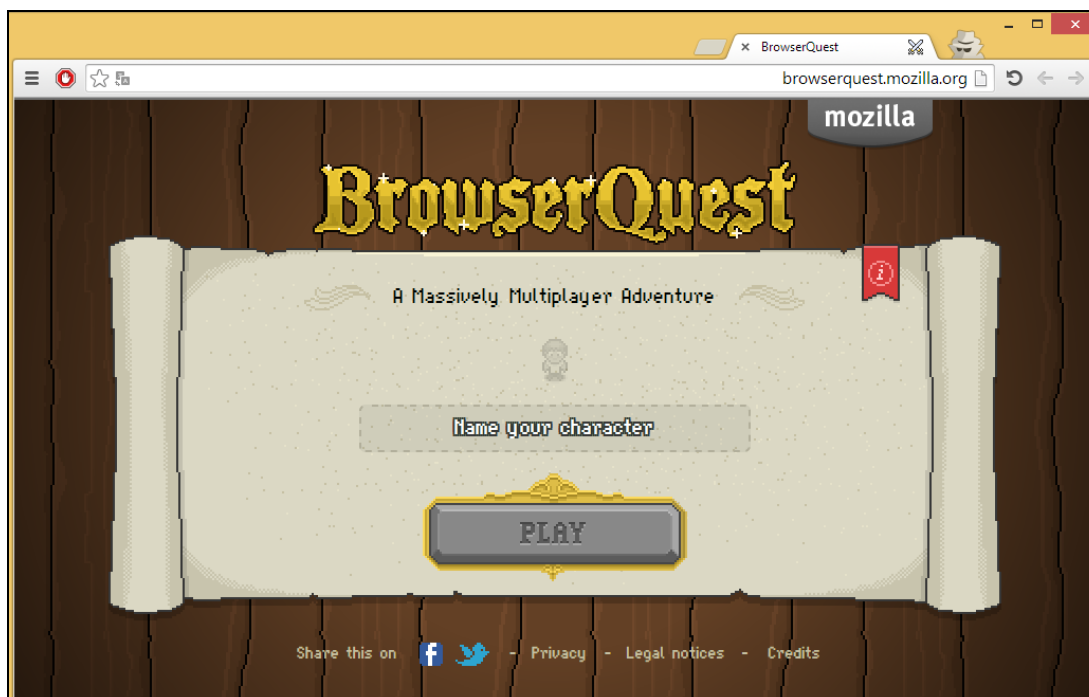 BrowserQuest
browserquest.mozilla.org
mozilla
BrowserQuest
A Massively Multiplayer Adventure
Name your character
PLAY
Share this on - Privacy - Legal notices - Credits